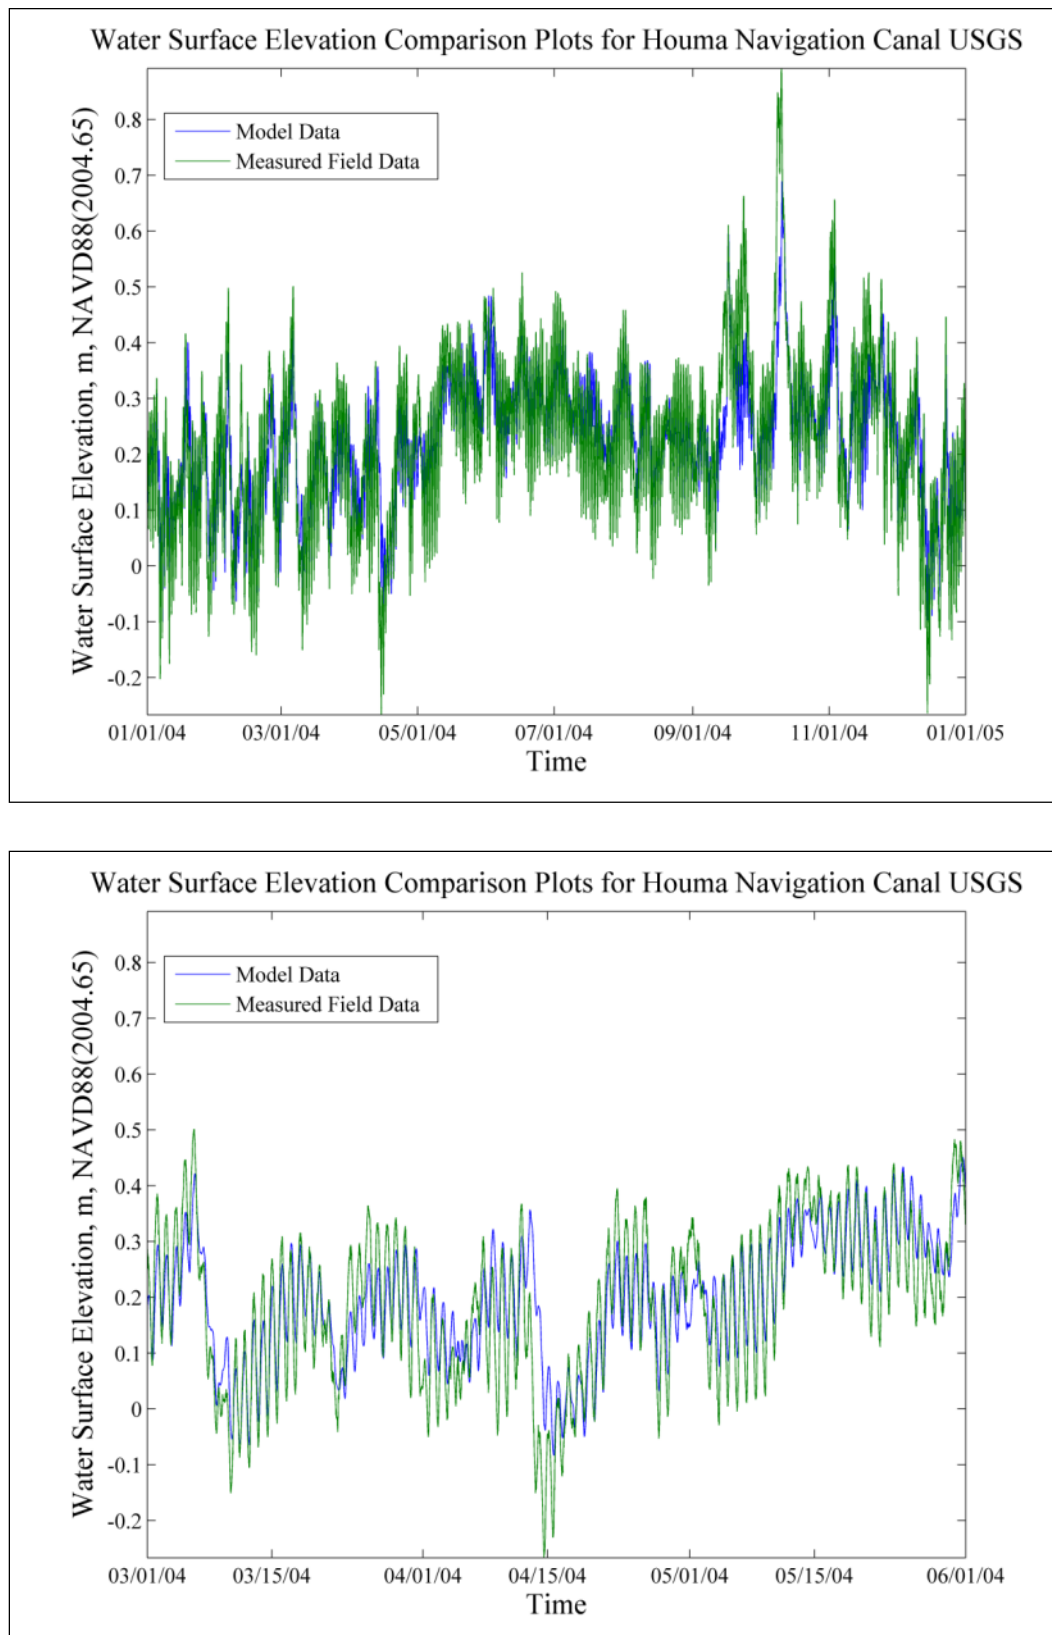 Water Surface Elevation Comparison Plots for Houma Navigation Canal USGS
Water Surface Elevation, m, NAVD88(2004.65)
0.8
0.7
0.6
0.5
0.4
0.3
0.2
0.1
0
-0.1
-0.2
Model Data
Measured Field Data
01/01/04 03/01/04 05/01/04 07/01/04 09/01/04 11/01/04 01/01/05
Time
Water Surface Elevation Comparison Plots for Houma Navigation Canal USGS
Water Surface Elevation, m, NAVD88(2004.65)
0.8
0.7
0.6
0.5
0.4
0.3
0.2
0.1
0
-0.1
-0.2
Model Data
Measured Field Data
03/01/04 03/15/04 04/01/04 04/15/04 05/01/04 05/15/04 06/01/04
Time